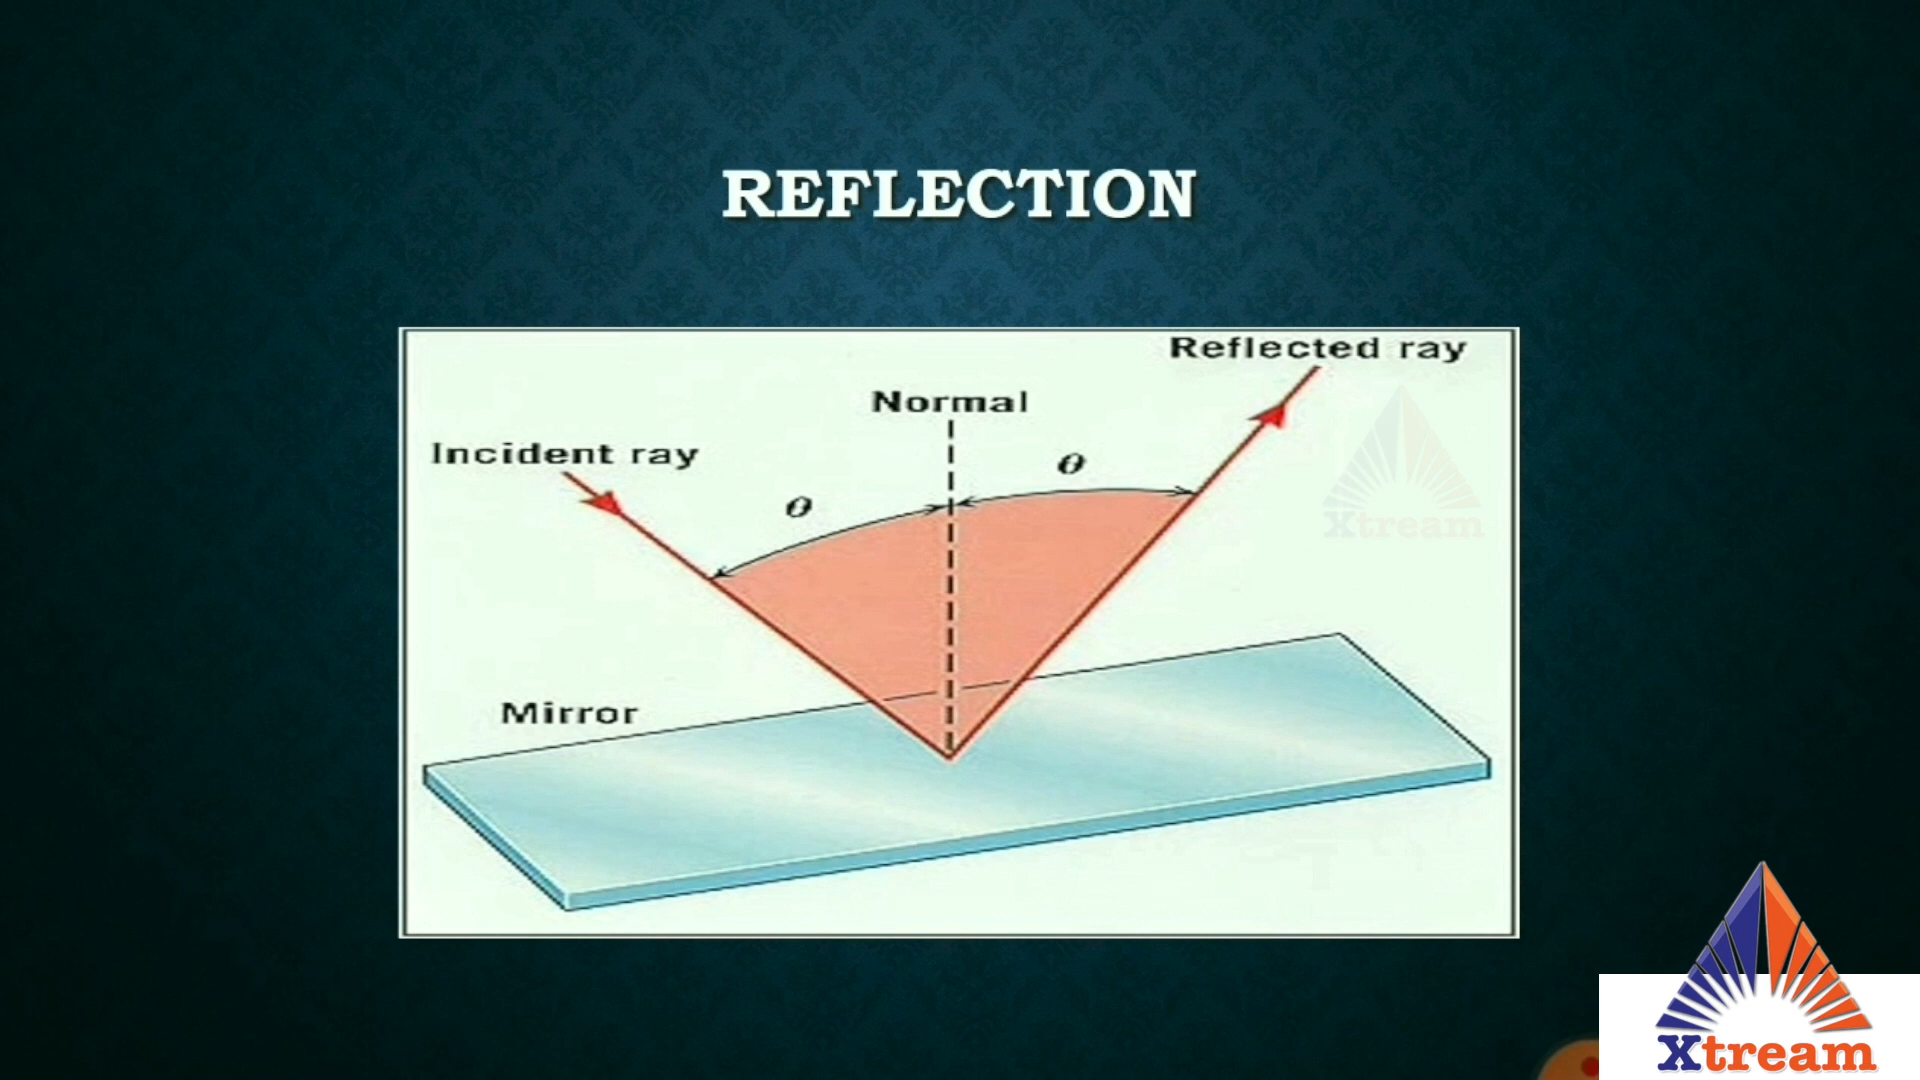 REFLECTION
Reflected ray
Normal
Incident ray
θ
θ
Xtream
Mirror
Xtream